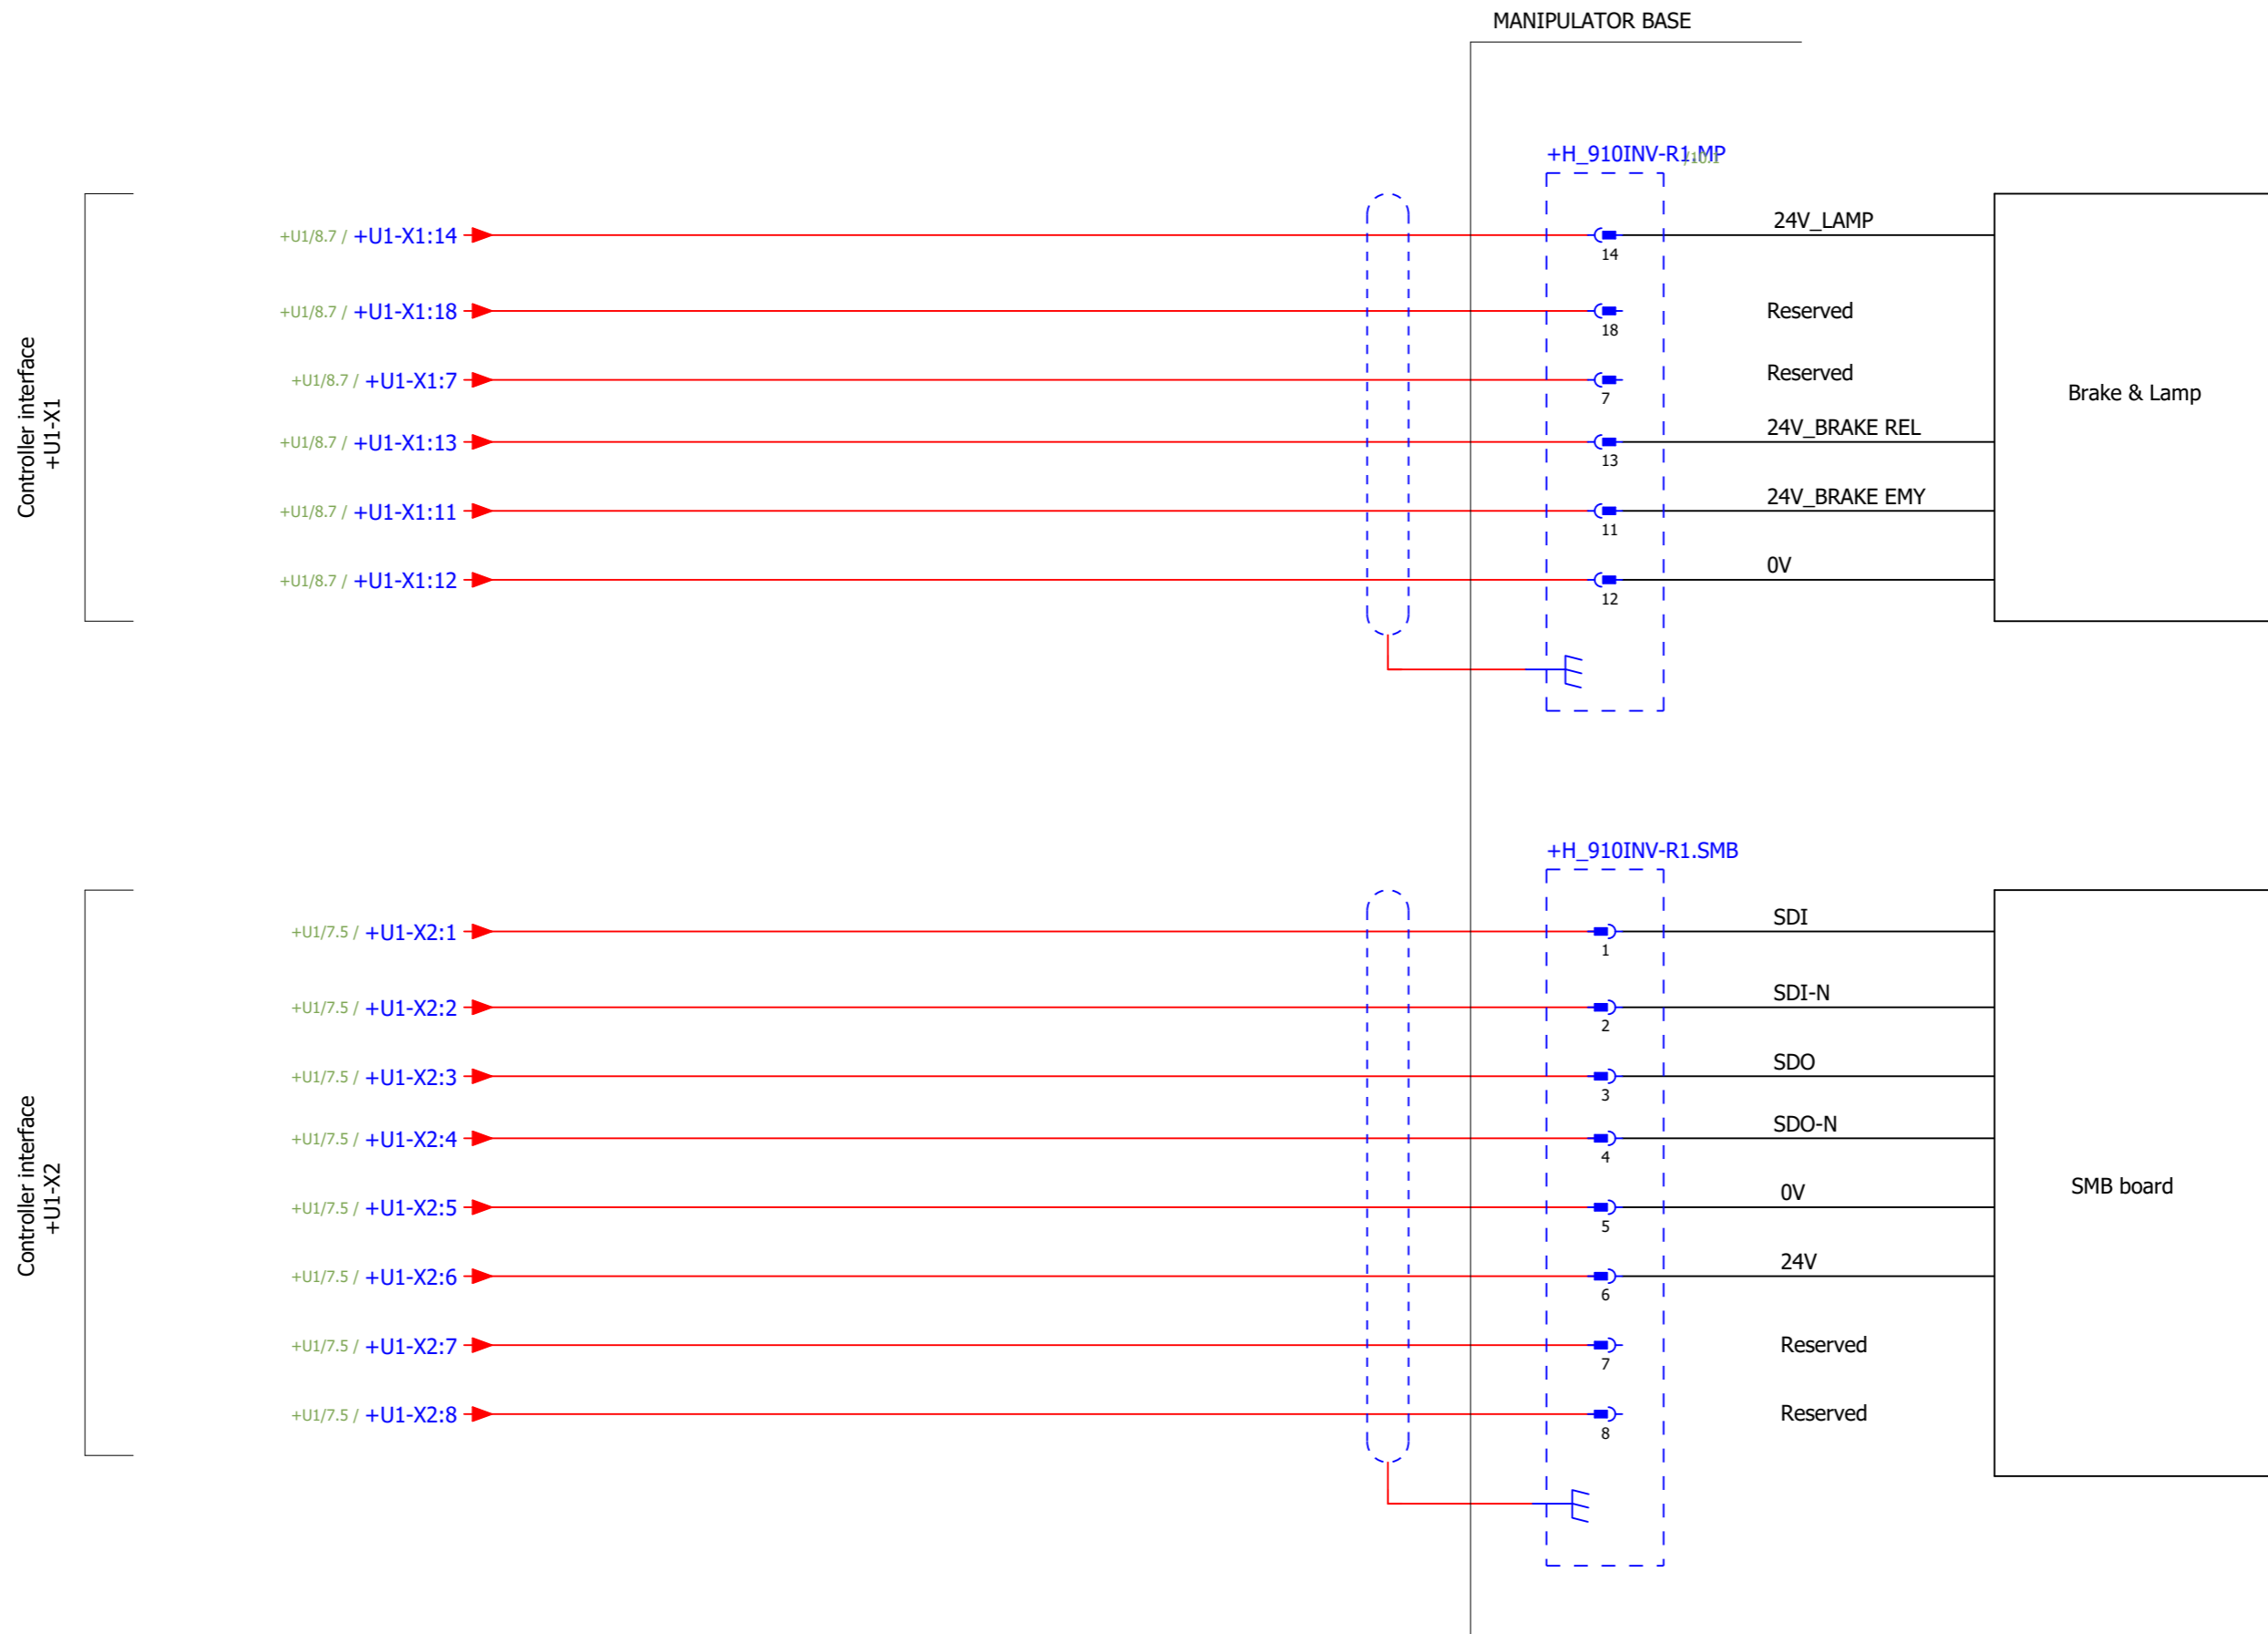 MANIPULATOR BASE
+H_910INV-R1.MP
/10.1
Controller interface
+U1-X1
+U1/8.7 / +U1-X1:14
14
24V_LAMP
+U1/8.7 / +U1-X1:18
18
Reserved
+U1/8.7 / +U1-X1:7
7
Reserved
+U1/8.7 / +U1-X1:13
13
24V_BRAKE REL
+U1/8.7 / +U1-X1:11
11
24V_BRAKE EMY
+U1/8.7 / +U1-X1:12
12
0V
Brake & Lamp
+H_910INV-R1.SMB
Controller interface
+U1-X2
+U1/7.5 / +U1-X2:1
1
SDI
+U1/7.5 / +U1-X2:2
2
SDI-N
+U1/7.5 / +U1-X2:3
3
SDO
+U1/7.5 / +U1-X2:4
4
SDO-N
+U1/7.5 / +U1-X2:5
5
0V
+U1/7.5 / +U1-X2:6
6
24V
+U1/7.5 / +U1-X2:7
7
Reserved
+U1/7.5 / +U1-X2:8
8
Reserved
SMB board